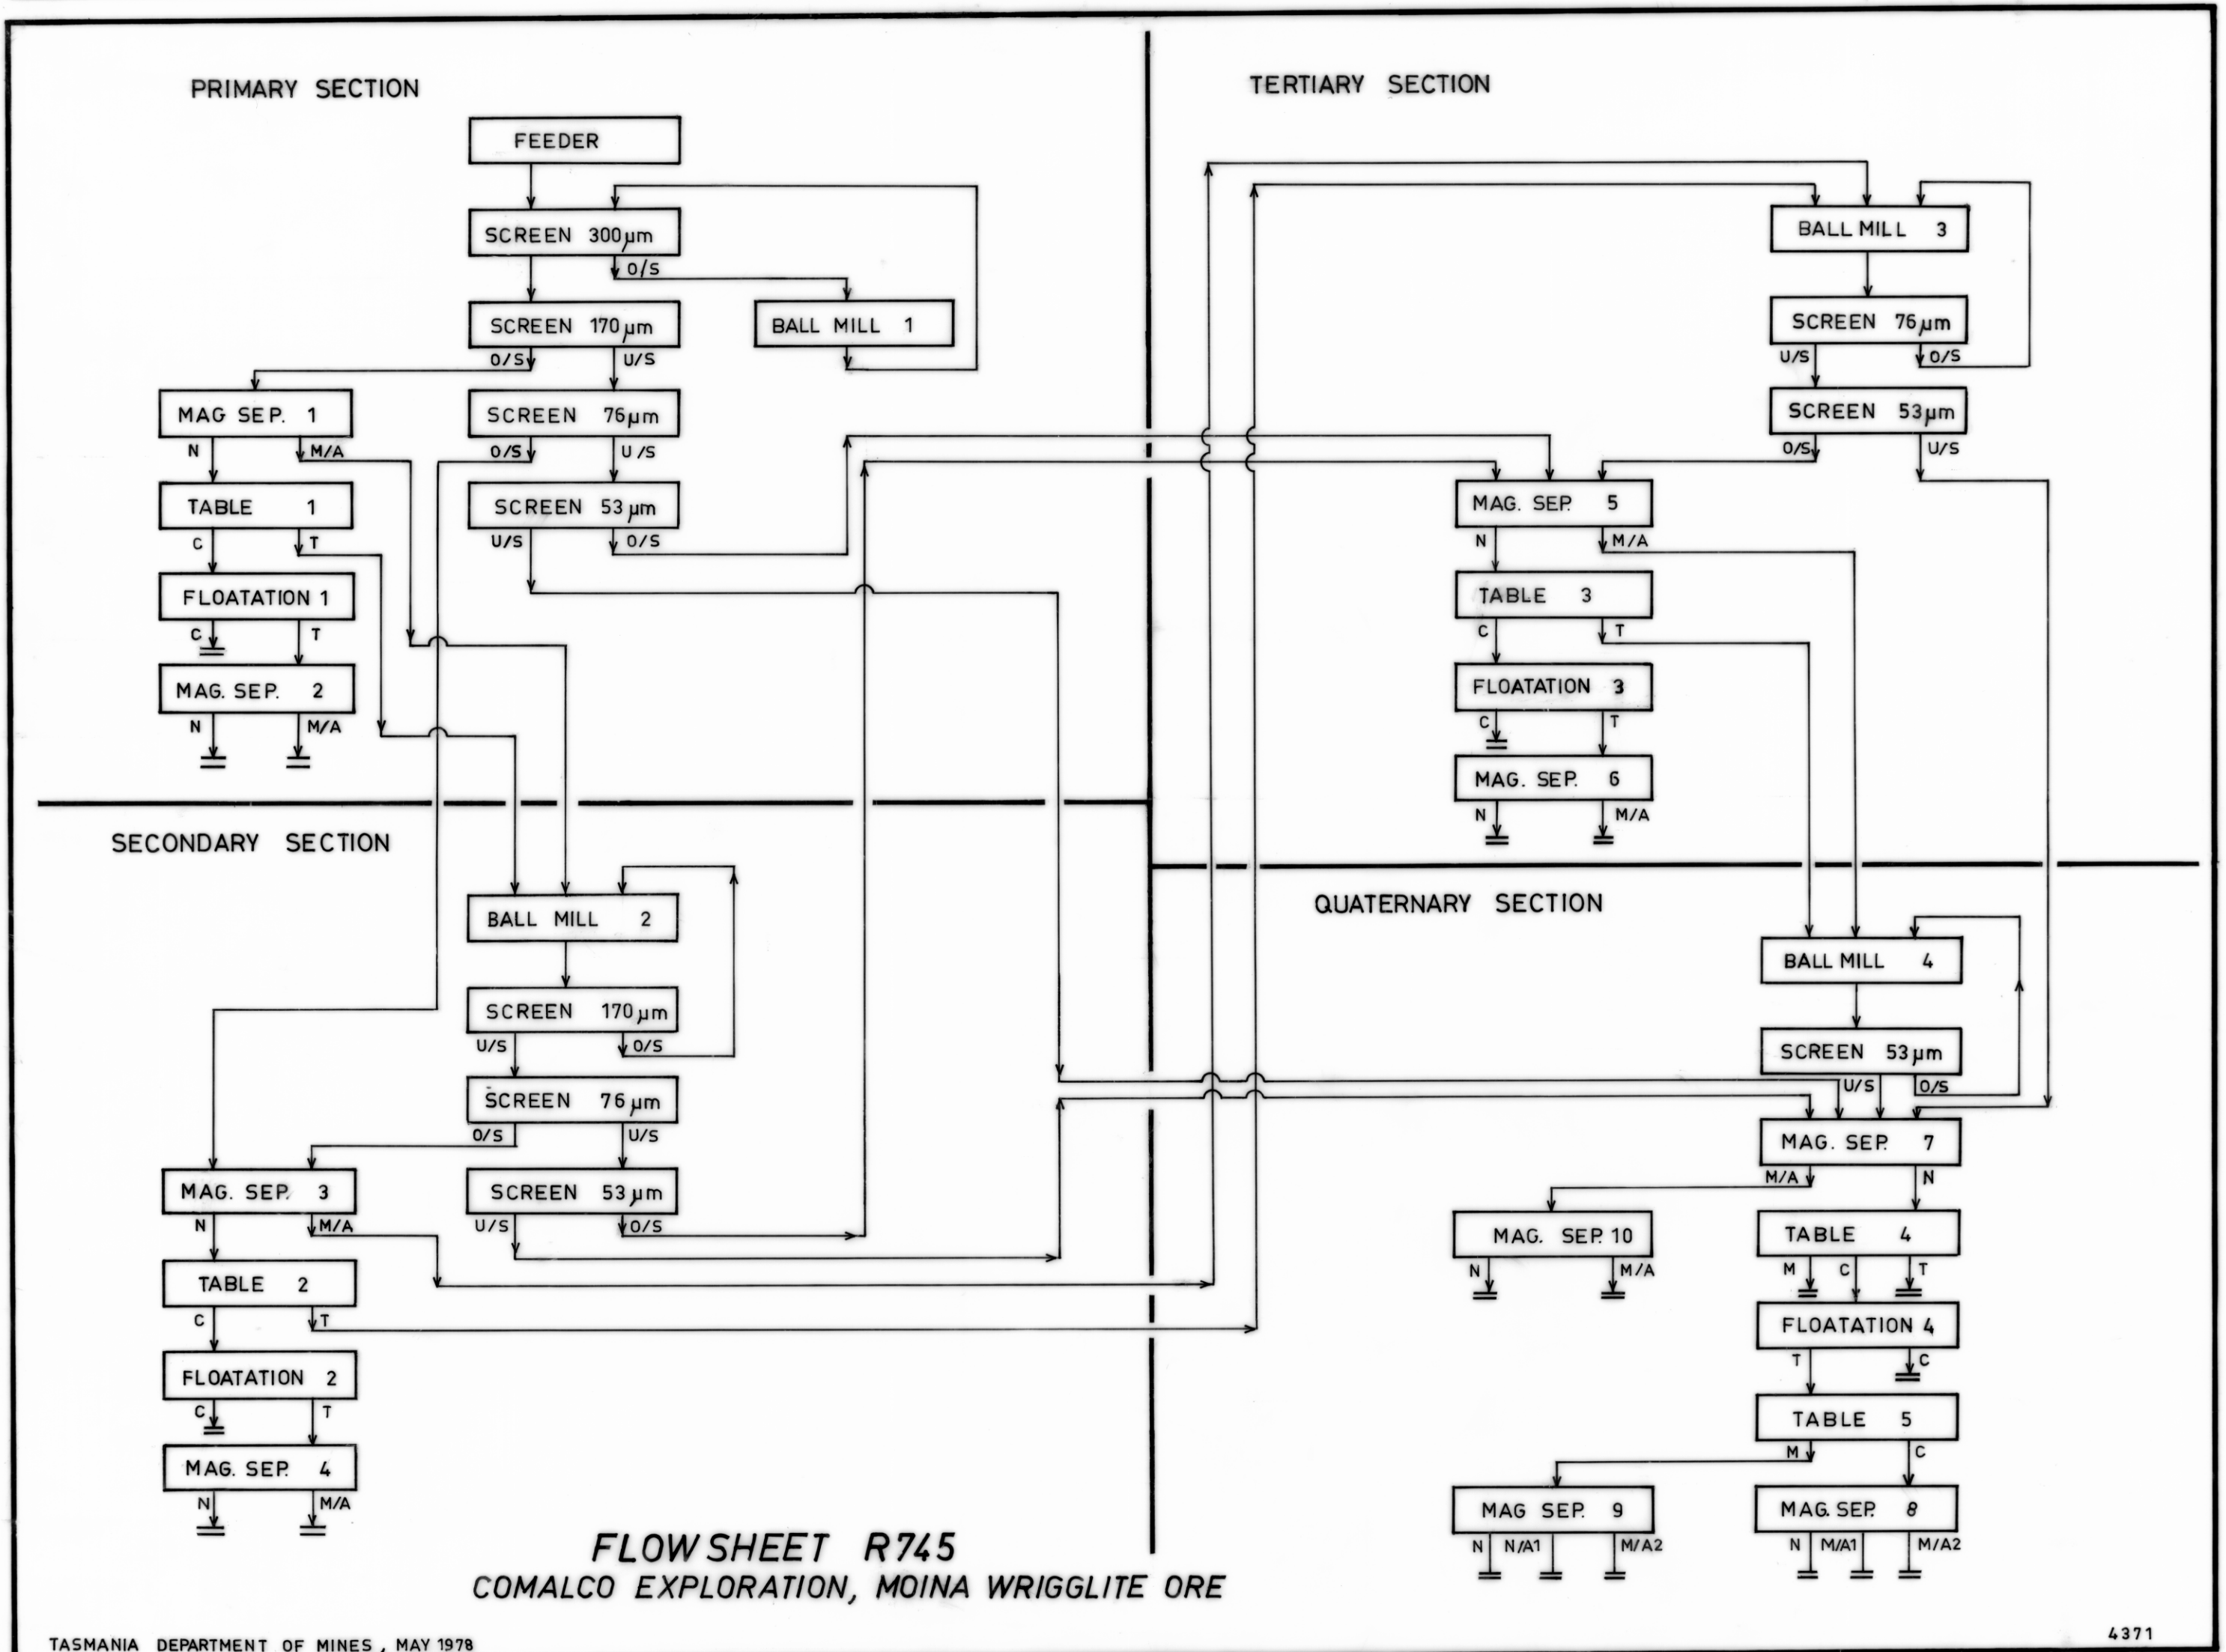 PRIMARY SECTION
FEEDER
SCREEN 300µm
O/S
SCREEN 170µm
BALL MILL 1
O/S U/S
MAG SEP. 1
SCREEN 76µm
N M/A
O/S U/S
TABLE 1
SCREEN 53µm
C T
U/S O/S
FLOATATION 1
C T
MAG. SEP. 2
N M/A
SECONDARY SECTION
BALL MILL 2
SCREEN 170µm
U/S O/S
SCREEN 76µm
O/S U/S
MAG. SEP. 3
SCREEN 53µm
N M/A
U/S O/S
TABLE 2
C T
FLOATATION 2
C T
MAG. SEP. 4
N M/A
TERTIARY SECTION
BALL MILL 3
SCREEN 76µm
U/S O/S
SCREEN 53µm
O/S U/S
MAG. SEP. 5
N M/A
TABLE 3
C T
FLOATATION 3
C T
MAG. SEP. 6
N M/A
QUATERNARY SECTION
BALL MILL 4
SCREEN 53µm
U/S O/S
MAG. SEP. 7
M/A N
MAG. SEP. 10
N M/A
TABLE 4
M C T
FLOATATION 4
T C
TABLE 5
M C
MAG SEP. 9
N N/A1 M/A2
MAG. SEP. 8
N M/A1 M/A2
FLOW SHEET R745
COMALCO EXPLORATION, MOINA WRIGGLITE ORE
TASMANIA DEPARTMENT OF MINES, MAY 1978
4371